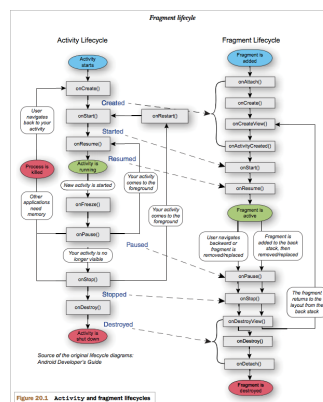 Fragment lifecyle
Activity Lifecycle
Activity
starts
onCreate()
User
navigates
back to your
activity
onStart()
onRestart()
onResume()
Process is
killed
Activity is
running
New activity is started
Your activity
comes to the
foreground
Other
applications
need
memory
onFreeze()
onPause()
Your activity
comes to the
foreground
Your activity is no
longer visible
onStop()
onDestroy()
Activity is
shut down
Created
Started
Resumed
Paused
Stopped
Destroyed
Fragment Lifecycle
Fragment is
added
onAttach()
onCreate()
onCreateView()
onActivityCreated()
onStart()
onResume()
Fragment is
active
User navigates
backward or
fragment is
removed/replaced
Fragment is
added to the back
stack, then
removed/replaced
onPause()
onStop()
The fragment
returns to the
layout from the
back stack
onDestroyView()
onDestroy()
onDetach()
Fragment is
destroyed
Source of the original lifecycle diagrams:
Android Developer's Guide
Figure 20.1 Activity and fragment lifecycles